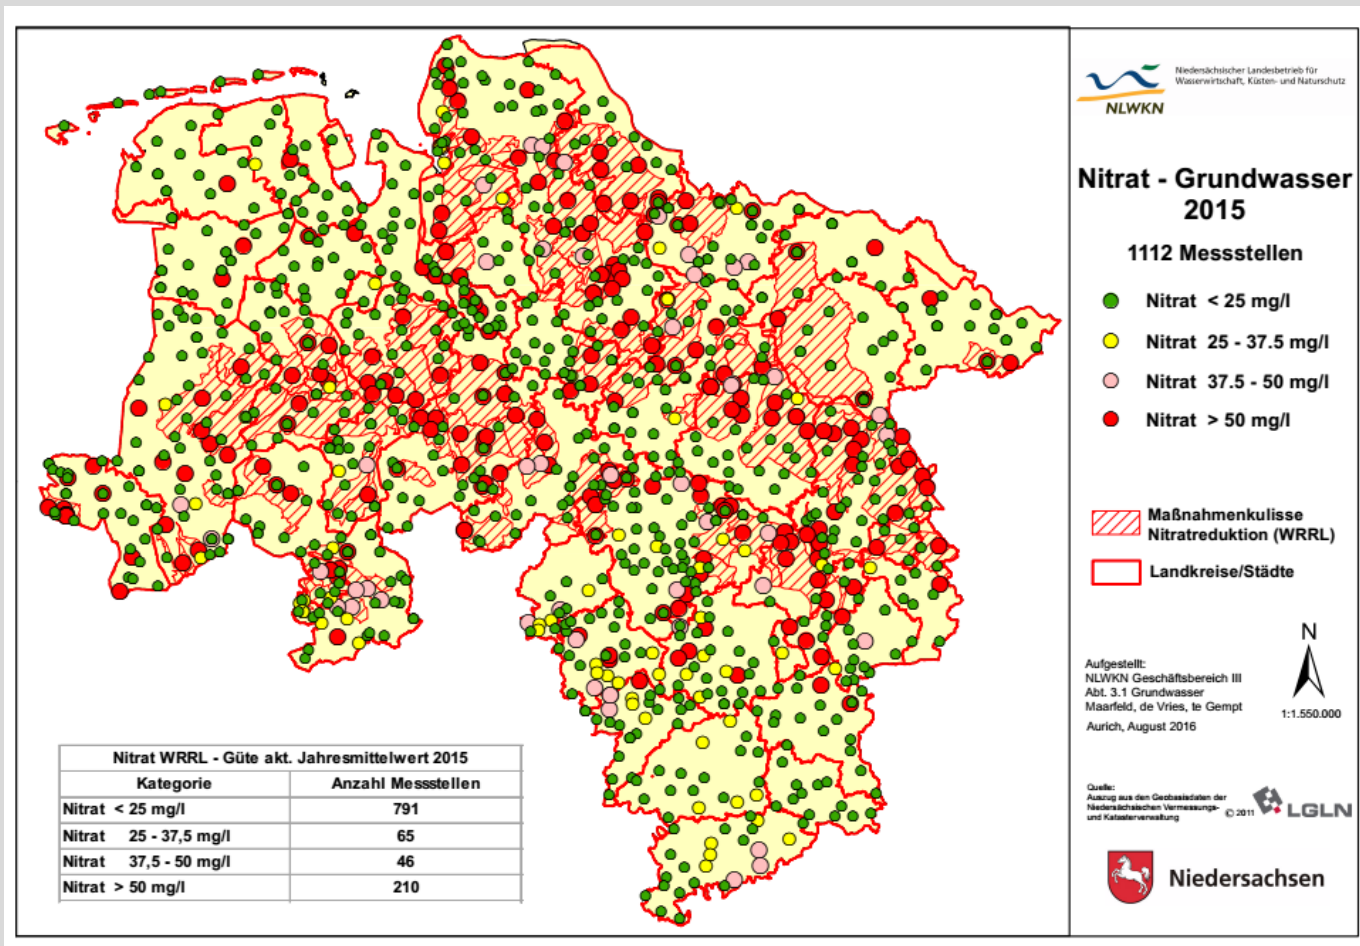 Niedersächsischer Landesbetrieb für
Wasserwirtschaft, Küsten- und Naturschutz
NLWKN
Nitrat - Grundwasser
2015
1112 Messstellen
Nitrat < 25 mg/l
Nitrat 25 - 37.5 mg/l
Nitrat 37.5 - 50 mg/l
Nitrat > 50 mg/l
Maßnahmenkulisse
Nitratreduktion (WRRL)
Landkreise/Städte
N
1:1.550.000
Aufgestellt:
NLWKN Geschäftsbereich III
Abt. 3.1 Grundwasser
Maarfeld, de Vries, te Gempt
Aurich, August 2016
Quelle:
Auszug aus den Geobasisdaten der
Niedersächsischen Vermessungs-
und Katasterverwaltung
© 2011
LGLN
Niedersachsen
Nitrat WRRL - Güte akt. Jahresmittelwert 2015
Kategorie Anzahl Messstellen
Nitrat < 25 mg/l 791
Nitrat 25 - 37,5 mg/l 65
Nitrat 37,5 - 50 mg/l 46
Nitrat > 50 mg/l 210